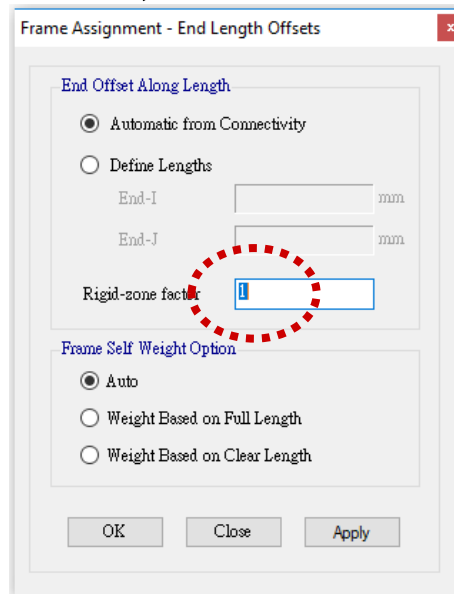 Frame Assignment - End Length Offsets
x
End Offset Along Length
Automatic from Connectivity
Define Lengths
End-I mm
End-J mm
Rigid-zone factor 1
Frame Self Weight Option
Auto
Weight Based on Full Length
Weight Based on Clear Length
OK Close Apply